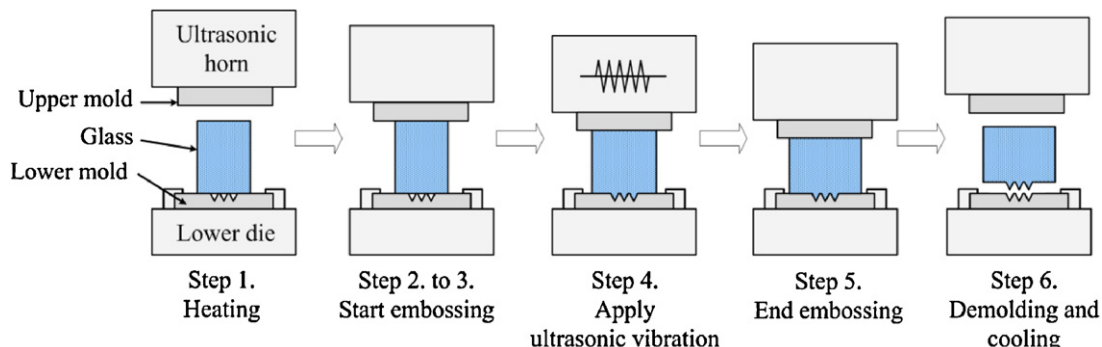 Ultrasonic
horn
Upper mold
Glass
Lower mold
Lower die
Step 1.
Heating
Step 2. to 3.
Start embossing
Step 4.
Apply
ultrasonic vibration
Step 5.
End embossing
Step 6.
Demolding and
cooling